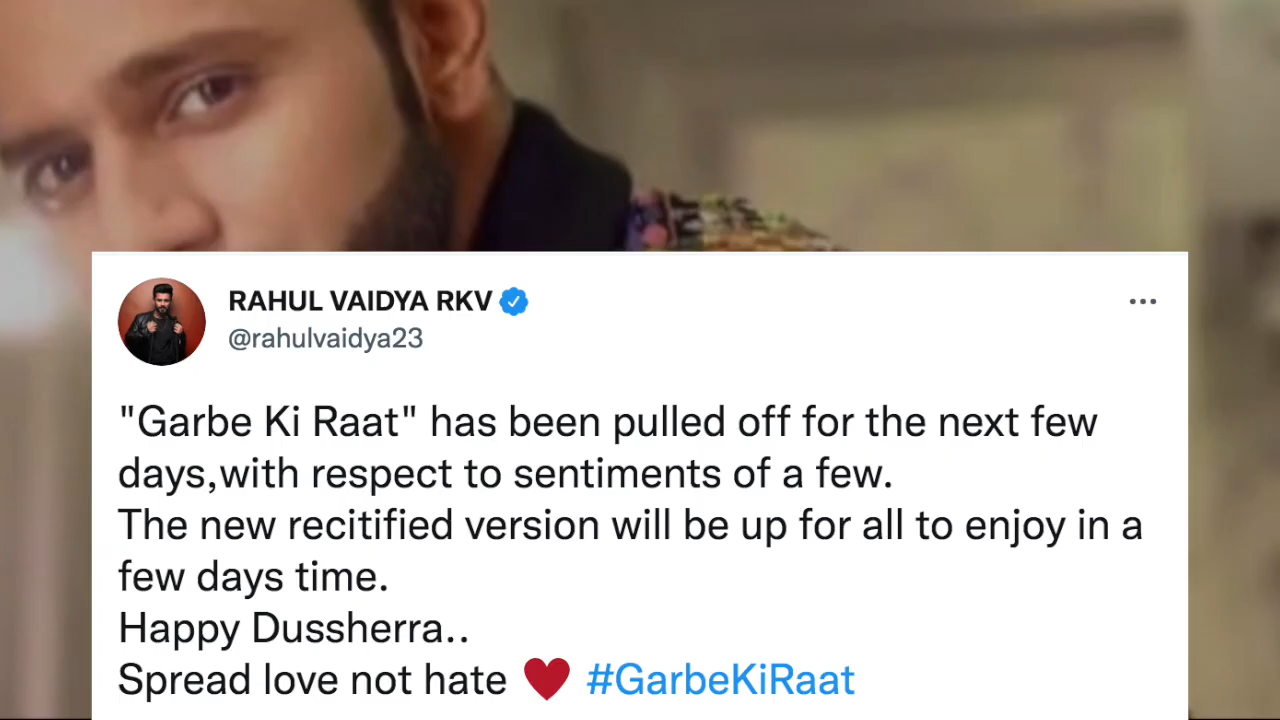 RAHUL VAIDYA RKV
@rahulvaidya23
"Garbe Ki Raat" has been pulled off for the next few
days,with respect to sentiments of a few.
The new recitified version will be up for all to enjoy in a
few days time.
Happy Dussherra..
Spread love not hate ♥ #GarbeKiRaat